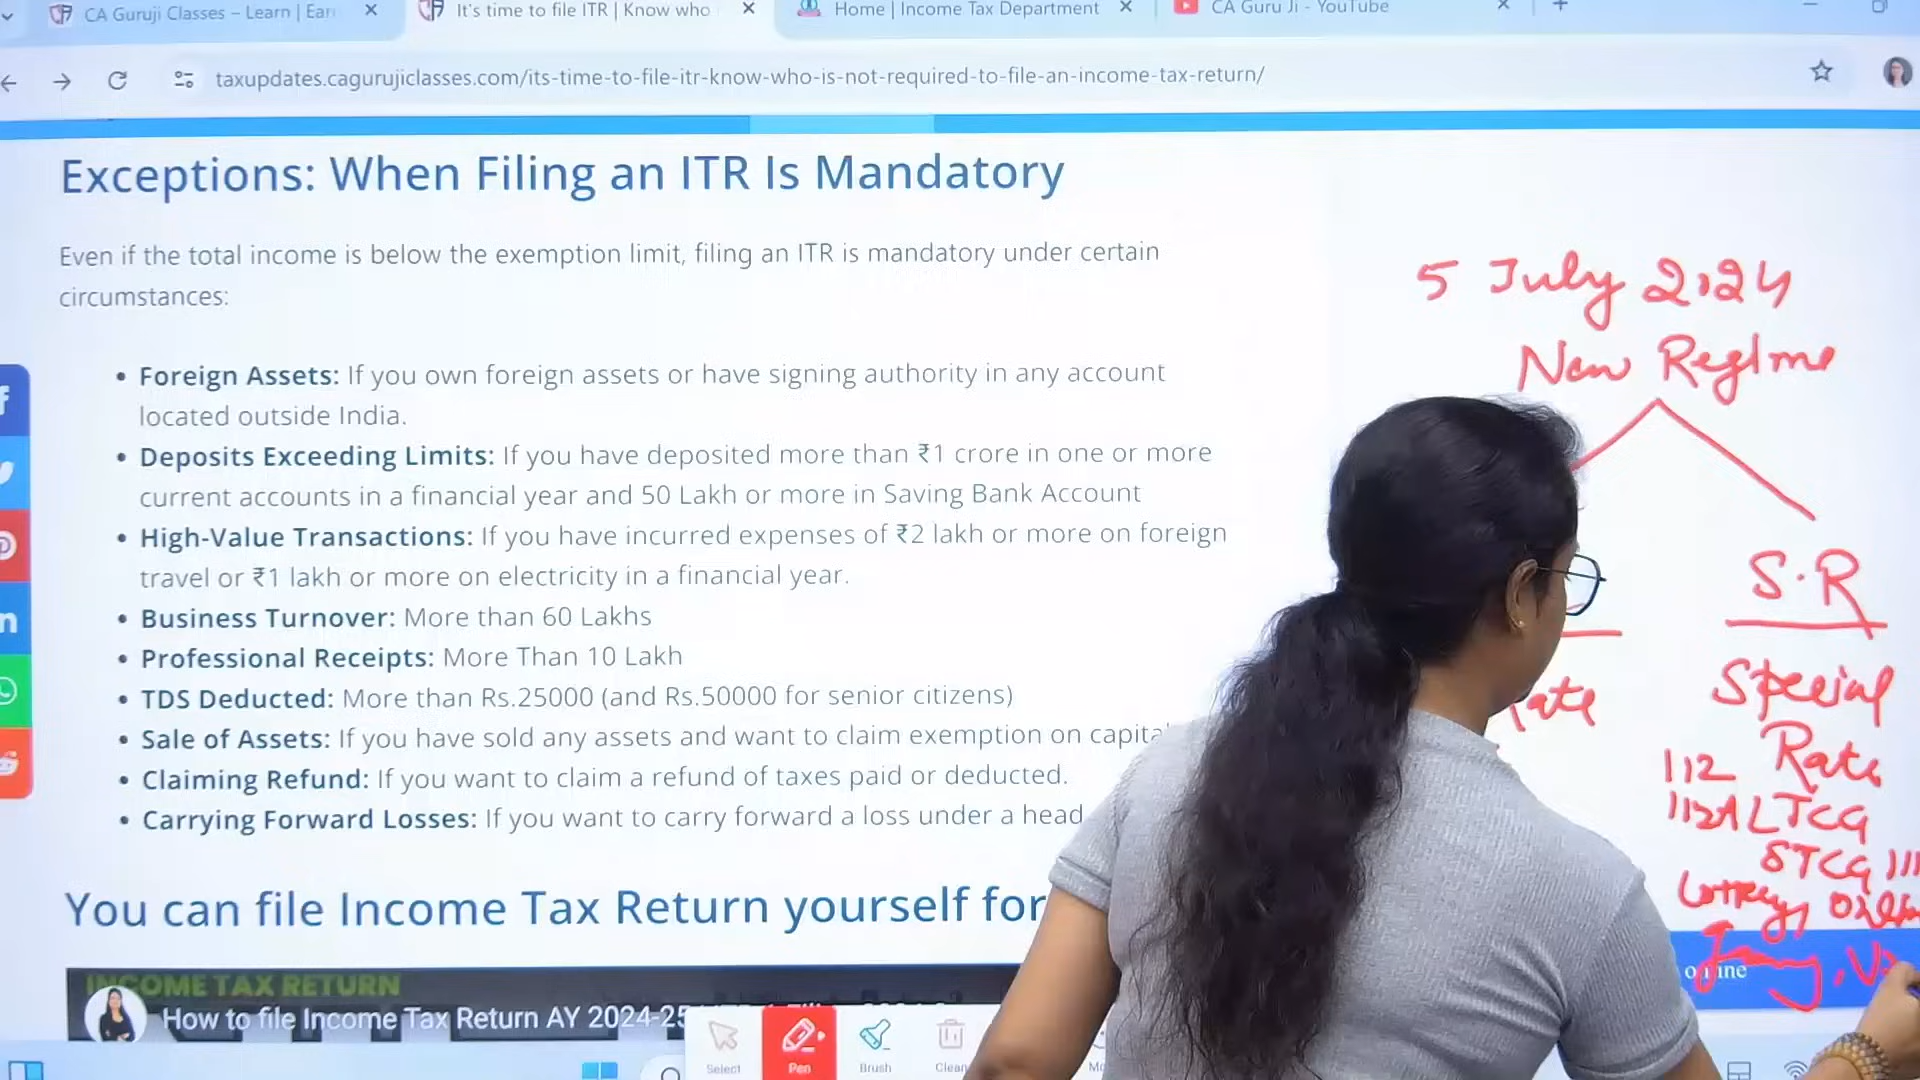 CA Guruji Classes – Learn | Earn
It's time to file ITR | Know who
Home | Income Tax Department
CA Guru Ji - YouTube
taxupdates.cagurujiclasses.com/its-time-to-file-itr-know-who-is-not-required-to-file-an-income-tax-return/
Exceptions: When Filing an ITR Is Mandatory
Even if the total income is below the exemption limit, filing an ITR is mandatory under certain
circumstances:
• Foreign Assets: If you own foreign assets or have signing authority in any account
located outside India.
• Deposits Exceeding Limits: If you have deposited more than ₹1 crore in one or more
current accounts in a financial year and 50 Lakh or more in Saving Bank Account
• High-Value Transactions: If you have incurred expenses of ₹2 lakh or more on foreign
travel or ₹1 lakh or more on electricity in a financial year.
• Business Turnover: More than 60 Lakhs
• Professional Receipts: More Than 10 Lakh
• TDS Deducted: More than Rs.25000 (and Rs.50000 for senior citizens)
• Sale of Assets: If you have sold any assets and want to claim exemption on capital
• Claiming Refund: If you want to claim a refund of taxes paid or deducted.
• Carrying Forward Losses: If you want to carry forward a loss under a head
You can file Income Tax Return yourself for
INCOME TAX RETURN
How to file Income Tax Return AY 2024-25
Select
Pen
Brush
Clean
5 July 2024
New Regime
S.R
Rate
Special
Rate
112
112A LTCG
STCG 111
Lottery, Online